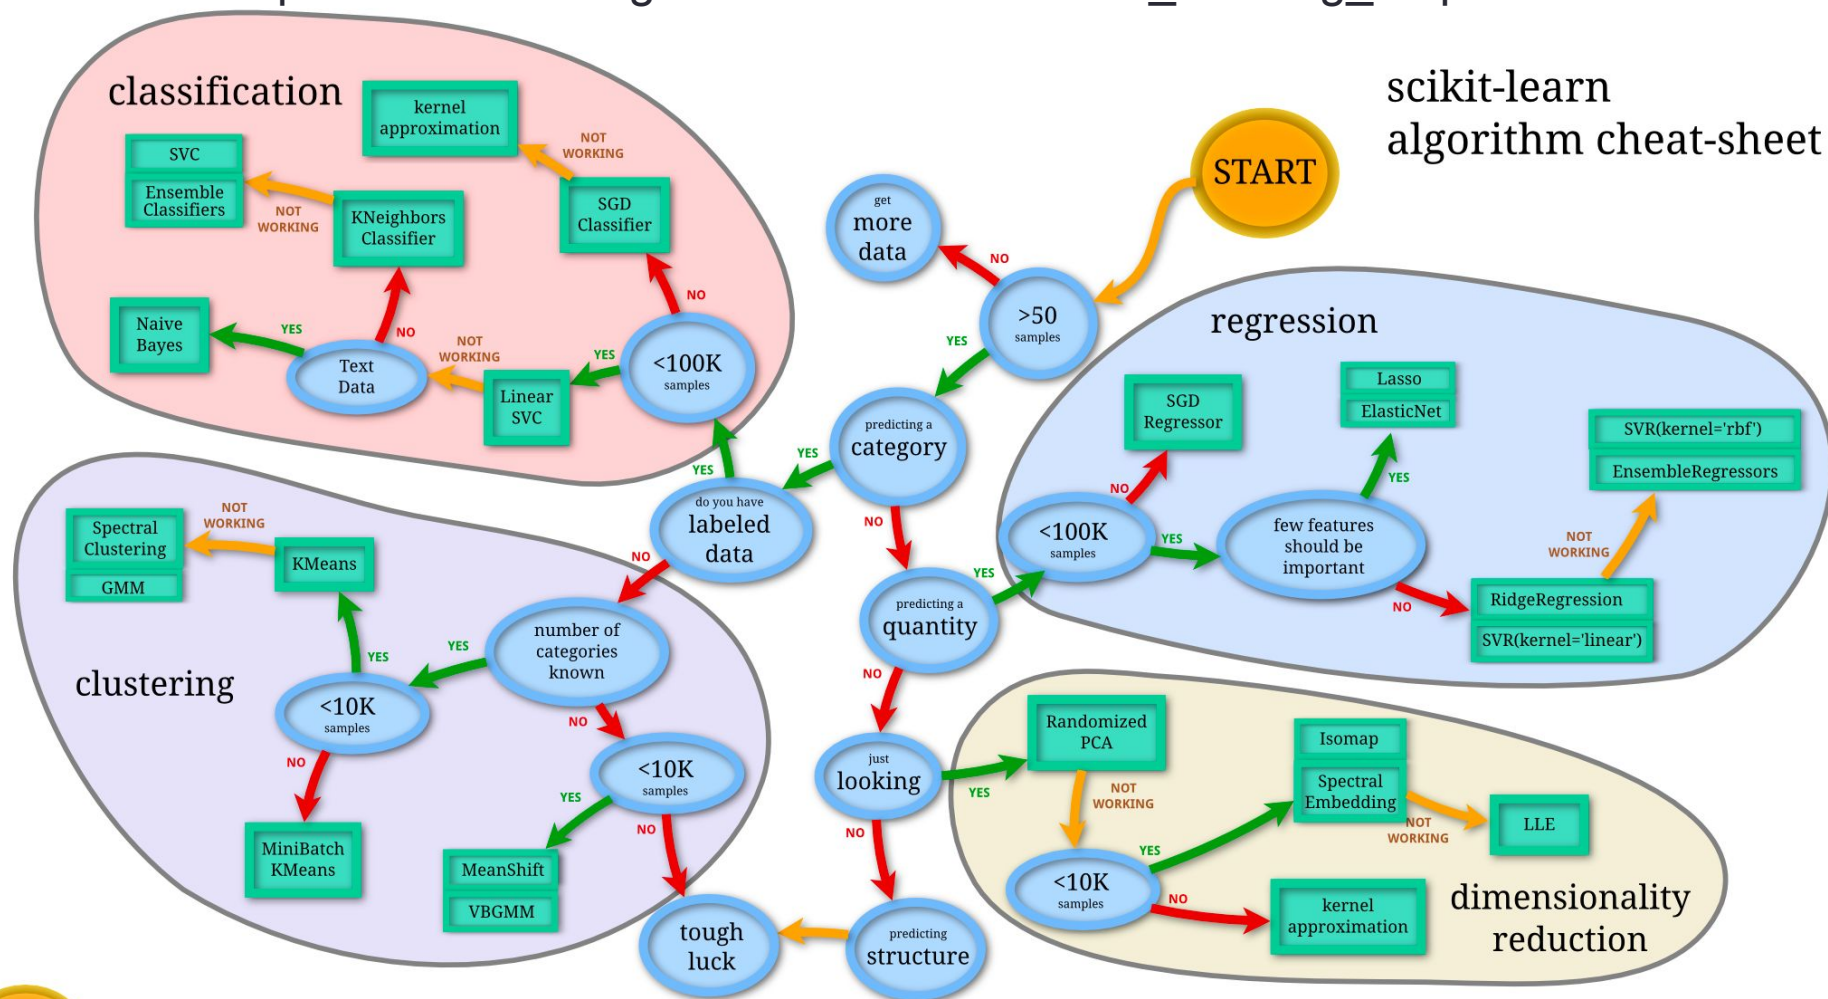 scikit-learn
algorithm cheat-sheet
START
get
more
data
NO
>50
samples
YES
predicting a
category
YES
NO
do you have
labeled
data
YES
NO
predicting a
quantity
YES
NO
just
looking
YES
NO
predicting
structure
tough
luck
classification
kernel
approximation
NOT
WORKING
SVC
Ensemble
Classifiers
NOT
WORKING
KNeighbors
Classifier
SGD
Classifier
NO
Naive
Bayes
YES
NO
Text
Data
NOT
WORKING
Linear
SVC
YES
<100K
samples
regression
SGD
Regressor
NO
<100K
samples
YES
few features
should be
important
YES
Lasso
ElasticNet
NO
SVR(kernel='rbf')
EnsembleRegressors
NOT
WORKING
RidgeRegression
SVR(kernel='linear')
clustering
Spectral
Clustering
GMM
NOT
WORKING
KMeans
YES
<10K
samples
NO
MiniBatch
KMeans
YES
number of
categories
known
NO
<10K
samples
YES
NO
MeanShift
VBGMM
dimensionality
reduction
Randomized
PCA
NOT
WORKING
<10K
samples
YES
NO
Isomap
Spectral
Embedding
NOT
WORKING
LLE
kernel
approximation